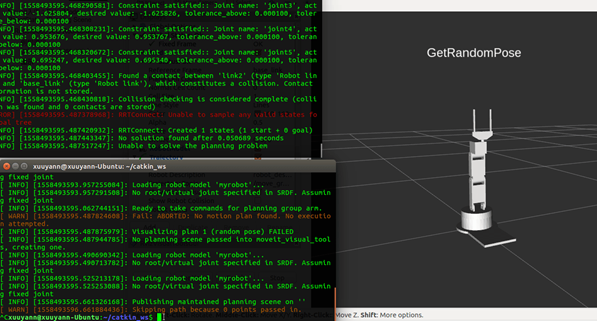 NFO] [1558493595.468290581]: Constraint satisfied:: Joint name: 'joint3', act
 value: -1.625804, desired value: -1.625826, tolerance_above: 0.000100, toler
ce_below: 0.000100
NFO] [1558493595.468308231]: Constraint satisfied:: Joint name: 'joint4', act
 value: 0.953676, desired value: 0.953767, tolerance_above: 0.000100, toleran
below: 0.000100
NFO] [1558493595.468320672]: Constraint satisfied:: Joint name: 'joint5', act
 value: 0.695247, desired value: 0.695340, tolerance_above: 0.000100, toleran
below: 0.000100
NFO] [1558493595.468403455]: Found a contact between 'link2' (type 'Robot lin
 and 'base_link' (type 'Robot link'), which constitutes a collision. Contact
ormation is not stored.
NFO] [1558493595.468430818]: Collision checking is considered complete (colli
n was found and 0 contacts are stored)
RRTConnect: Unable to sample any valid states fo
al tree
NFO] [1558493595.487420932]: RRTConnect: Created 1 states (1 start + 0 goal)
NFO] [1558493595.487443347]: No solution found after 0.050609 seconds
NFO] [1558493595.487517247]: Unable to solve the planning problem
GetRandomPose
xuuyann@xuuyann-Ubuntu: ~/catkin_ws
g fixed joint
[ INFO] [1558493593.957255084]: Loading robot model 'myrobot'...
[ INFO] [1558493593.957291508]: No root/virtual joint specified in SRDF. Assumin
g fixed joint
[ INFO] [1558493595.062744151]: Ready to take commands for planning group arm.
[ WARN] [1558493595.487824608]: Fail: ABORTED: No motion plan found. No executio
n attempted.
[ INFO] [1558493595.487875979]: Visualizing plan 1 (random pose) FAILED
[ INFO] [1558493595.487944785]: No planning scene passed into moveit_visual_tool
s, creating one.
[ INFO] [1558493595.490690342]: Loading robot model 'myrobot'...
[ INFO] [1558493595.490713782]: No root/virtual joint specified in SRDF. Assumin
g fixed joint
[ INFO] [1558493595.525213178]: Loading robot model 'myrobot'...
[ INFO] [1558493595.525253088]: No root/virtual joint specified in SRDF. Assumin
g fixed joint
[ INFO] [1558493596.661326168]: Publishing maintained planning scene on ''
[ WARN] [1558493596.661884436]: Skipping path because 0 points passed in.
^Cxuuyann@xuuyann-Ubuntu:~/catkin_ws$
Move Z. Shift: More options.